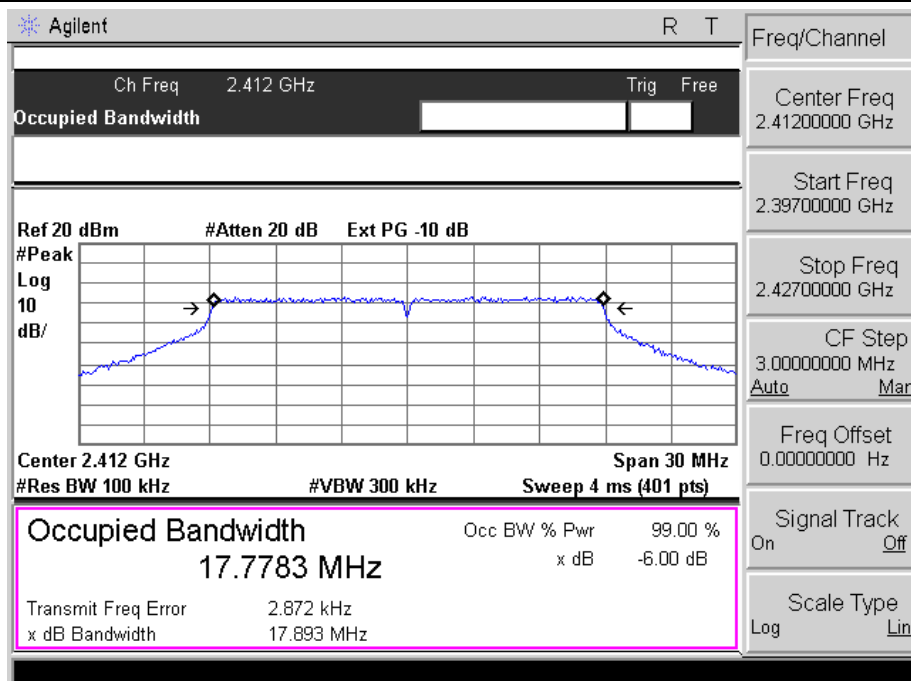 Agilent R T
Ch Freq 2.412 GHz Trig Free
Occupied Bandwidth
Ref 20 dBm #Atten 20 dB Ext PG -10 dB
#Peak
Log
10
dB/
Center 2.412 GHz Span 30 MHz
#Res BW 100 kHz #VBW 300 kHz Sweep 4 ms (401 pts)
Occupied Bandwidth Occ BW % Pwr 99.00 %
17.7783 MHz x dB -6.00 dB
Transmit Freq Error 2.872 kHz
x dB Bandwidth 17.893 MHz
Freq/Channel
Center Freq
2.41200000 GHz
Start Freq
2.39700000 GHz
Stop Freq
2.42700000 GHz
CF Step
3.00000000 MHz
Auto Man
Freq Offset
0.00000000 Hz
Signal Track
On Off
Scale Type
Log Lin